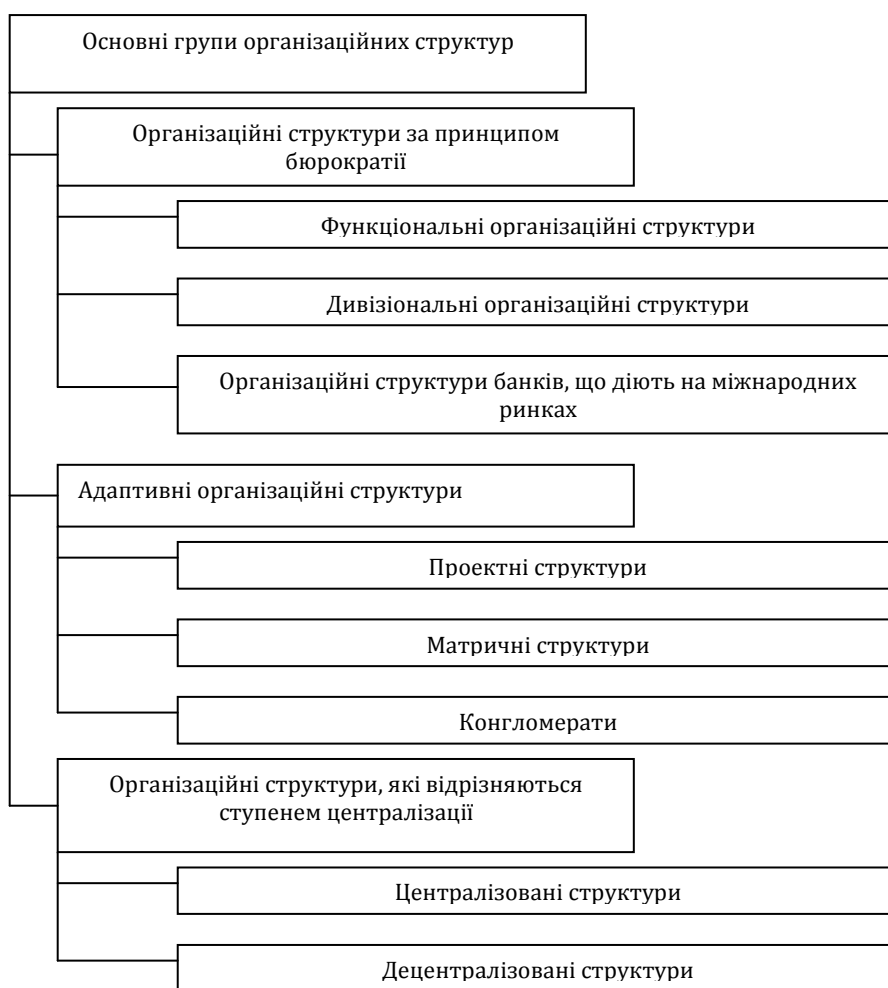 Основні групи організаційних структур
Організаційні структури за принципом
бюрократії
Функціональні організаційні структури
Дивізіональні організаційні структури
Організаційні структури банків, що діють на міжнародних
ринках
Адаптивні організаційні структури
Проектні структури
Матричні структури
Конгломерати
Організаційні структури, які відрізняються
ступенем централізації
Централізовані структури
Децентралізовані структури